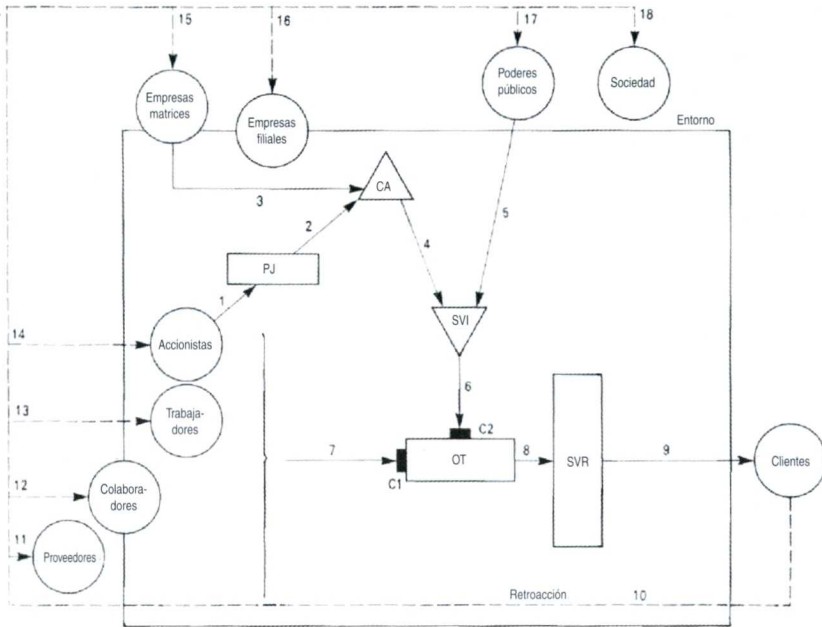 15
16
17
18
Empresas
matrices
Empresas
filiales
Poderes
públicos
Sociedad
Entorno
CA
3
2
4
5
PJ
1
SVI
14
Accionistas
6
13
Trabaja-
dores
C2
7
8
9
C1
OT
SVR
Clientes
12
Colabora-
dores
11
Proveedores
Retroacción
10